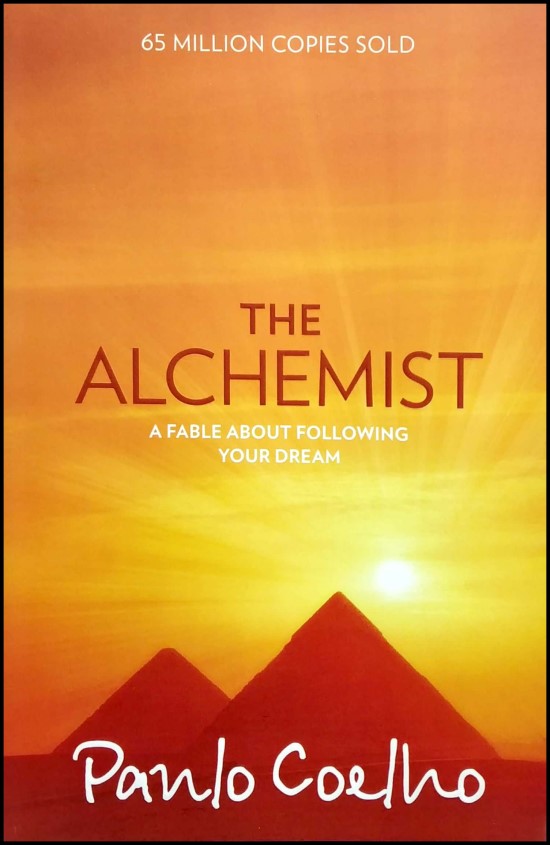 65 MILLION COPIES SOLD
THE
ALCHEMIST
A FABLE ABOUT FOLLOWING
YOUR DREAM
Paulo Coelho